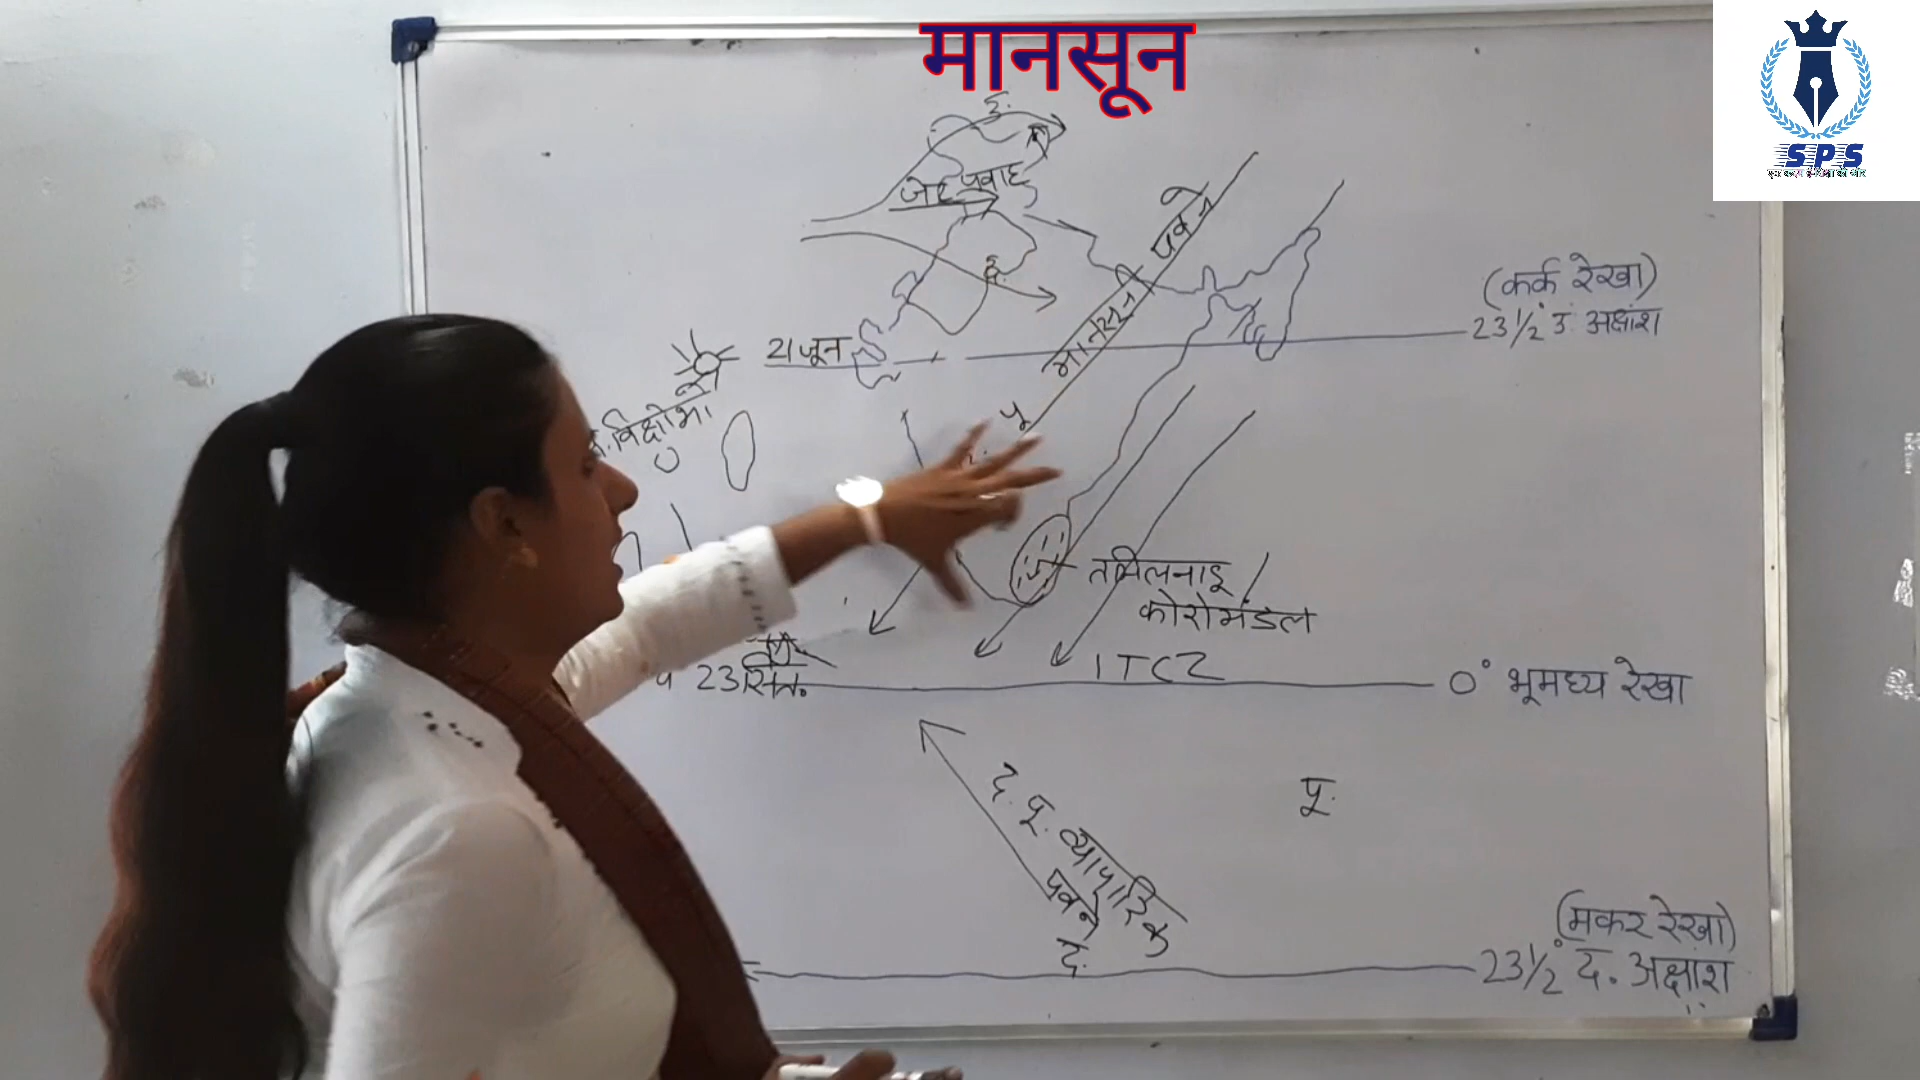 मानसून
SPS
जेट प्रवाह
मानसून पवने
(कर्क रेखा)
23½° उ. अक्षांश
21 जून
विक्षोभ
पू
तमिलनाडु
कोरोमंडल
ITCZ
23 सित.
0° भूमध्य रेखा
द. पू. व्यापारिक
पवने
द.
पू.
(मकर रेखा)
23½° द. अक्षांश